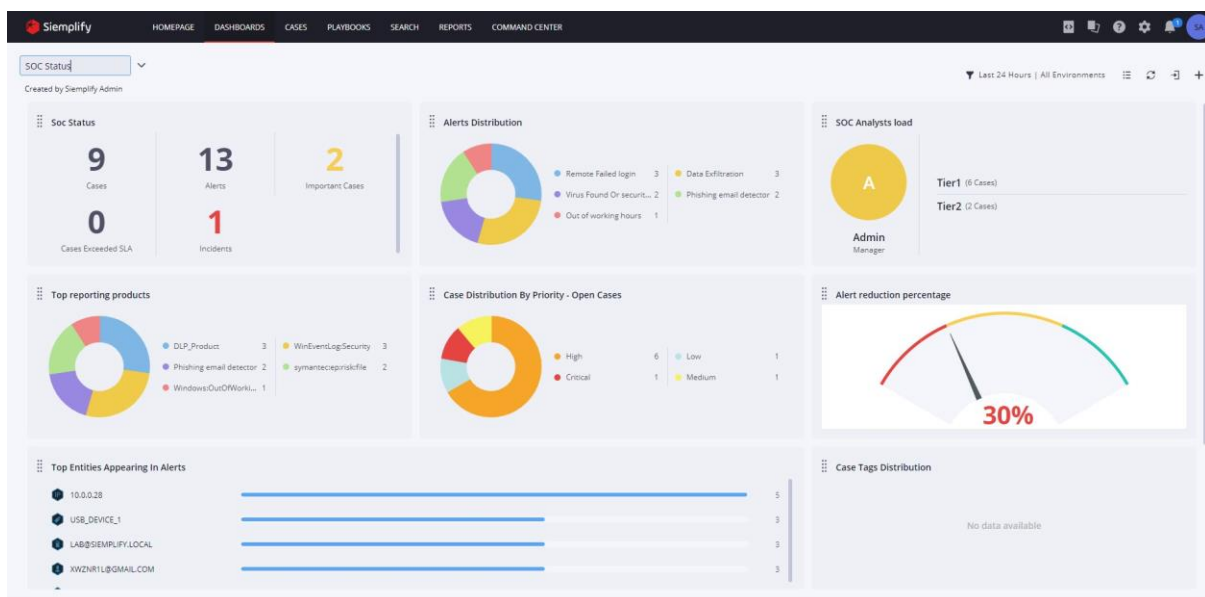 Siemplify HOMEPAGE DASHBOARDS CASES PLAYBOOKS SEARCH REPORTS COMMAND CENTER 1 SA
SOC Status
Last 24 Hours | All Environments
Created by Siemplify Admin
Soc Status
9
Cases
13
Alerts
2
Important Cases
0
Cases Exceeded SLA
1
Incidents
Alerts Distribution
Remote Failed login 3
Data Exfiltration 3
Virus Found Or securit... 2
Phishing email detector 2
Out of working hours 1
SOC Analysts load
A
Admin
Manager
Tier1 (6 Cases)
Tier2 (2 Cases)
Top reporting products
DLP_Product 3
WinEventLog:Security 3
Phishing email detector 2
symantec:ep:risk:file 2
Windows:OutOfWorki... 1
Case Distribution By Priority - Open Cases
High 6
Low 1
Critical 1
Medium 1
Alert reduction percentage
30%
Top Entities Appearing In Alerts
10.0.0.28 5
USB_DEVICE_1 3
LAB@SIEMPLIFY.LOCAL 3
XWZNR1L@GMAIL.COM 3
Case Tags Distribution
No data available